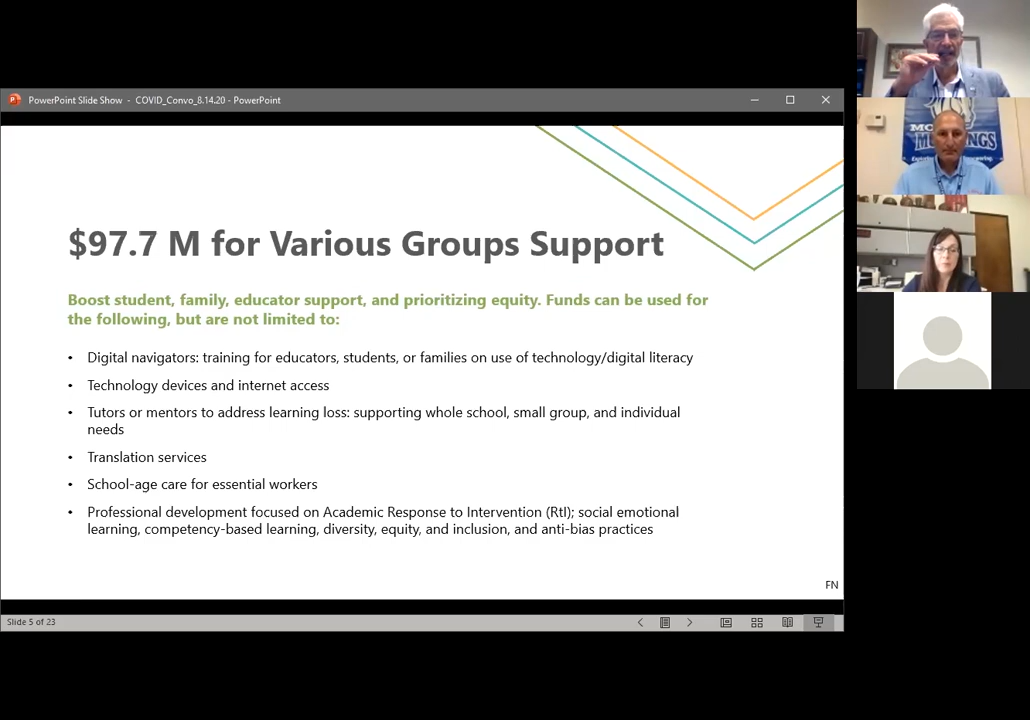 PowerPoint Slide Show - COVID_Convo_8.14.20 - PowerPoint
$97.7 M for Various Groups Support
Boost student, family, educator support, and prioritizing equity. Funds can be used for
the following, but are not limited to:
• Digital navigators: training for educators, students, or families on use of technology/digital literacy
• Technology devices and internet access
• Tutors or mentors to address learning loss: supporting whole school, small group, and individual
needs
• Translation services
• School-age care for essential workers
• Professional development focused on Academic Response to Intervention (RtI); social emotional
learning, competency-based learning, diversity, equity, and inclusion, and anti-bias practices
FN
Slide 5 of 23